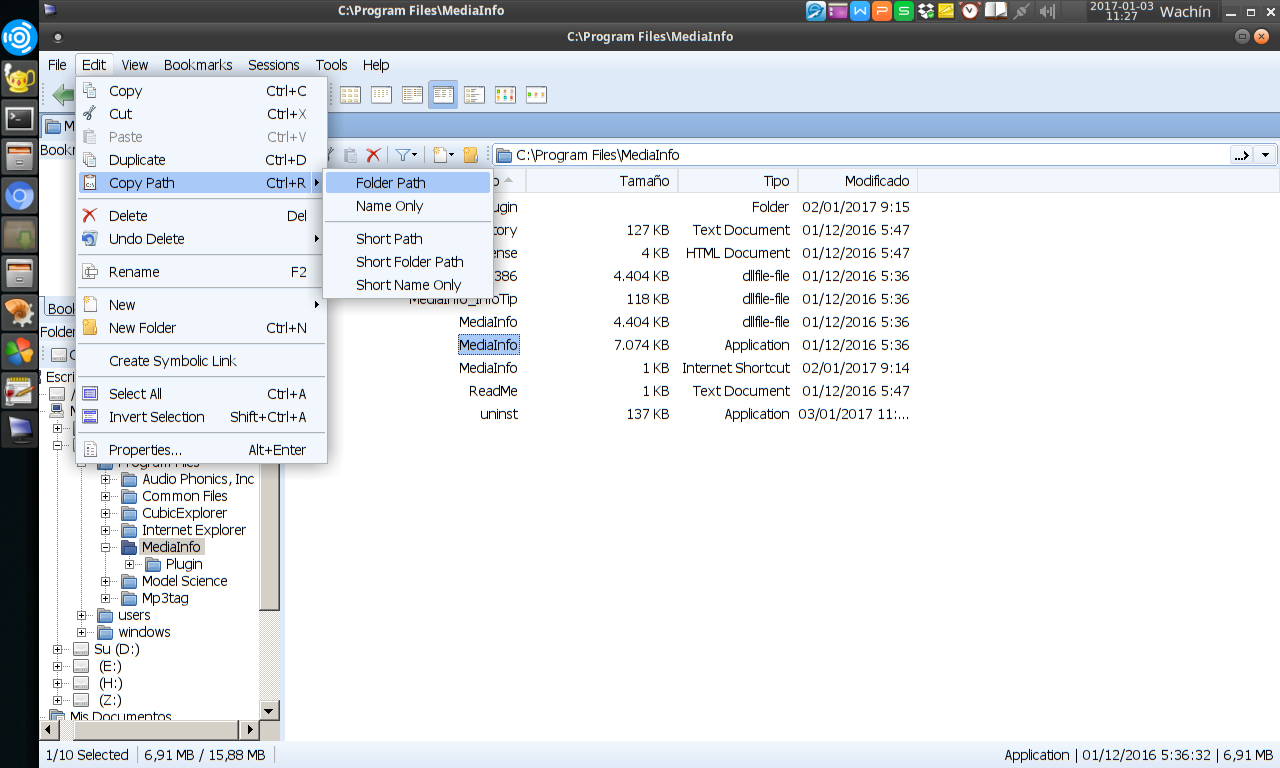 C:\Program Files\MediaInfo
2017-01-03
11:27
Wachín
C:\Program Files\MediaInfo
File Edit View Bookmarks Sessions Tools Help
Copy Ctrl+C
Cut Ctrl+X
Paste Ctrl+V
Duplicate Ctrl+D
Copy Path Ctrl+R
Delete Del
Undo Delete
Rename F2
New
New Folder Ctrl+N
Create Symbolic Link
Select All Ctrl+A
Invert Selection Shift+Ctrl+A
Properties... Alt+Enter
Folder Path
Name Only
Short Path
Short Folder Path
Short Name Only
C:\Program Files\MediaInfo
Tamaño Tipo Modificado
Folder 02/01/2017 9:15
127 KB Text Document 01/12/2016 5:47
4 KB HTML Document 01/12/2016 5:47
4.404 KB dllfile-file 01/12/2016 5:36
MediaInfo_InfoTip 118 KB dllfile-file 01/12/2016 5:36
MediaInfo 4.404 KB dllfile-file 01/12/2016 5:36
MediaInfo 7.074 KB Application 01/12/2016 5:36
MediaInfo 1 KB Internet Shortcut 02/01/2017 9:14
ReadMe 1 KB Text Document 01/12/2016 5:47
uninst 137 KB Application 03/01/2017 11:...
Program Files
Audio Phonics, Inc
Common Files
CubicExplorer
Internet Explorer
MediaInfo
Plugin
Model Science
Mp3tag
users
windows
Su (D:)
(E:)
(H:)
(Z:)
Mis Documentos
1/10 Selected 6,91 MB / 15,88 MB
Application | 01/12/2016 5:36:32 | 6,91 MB